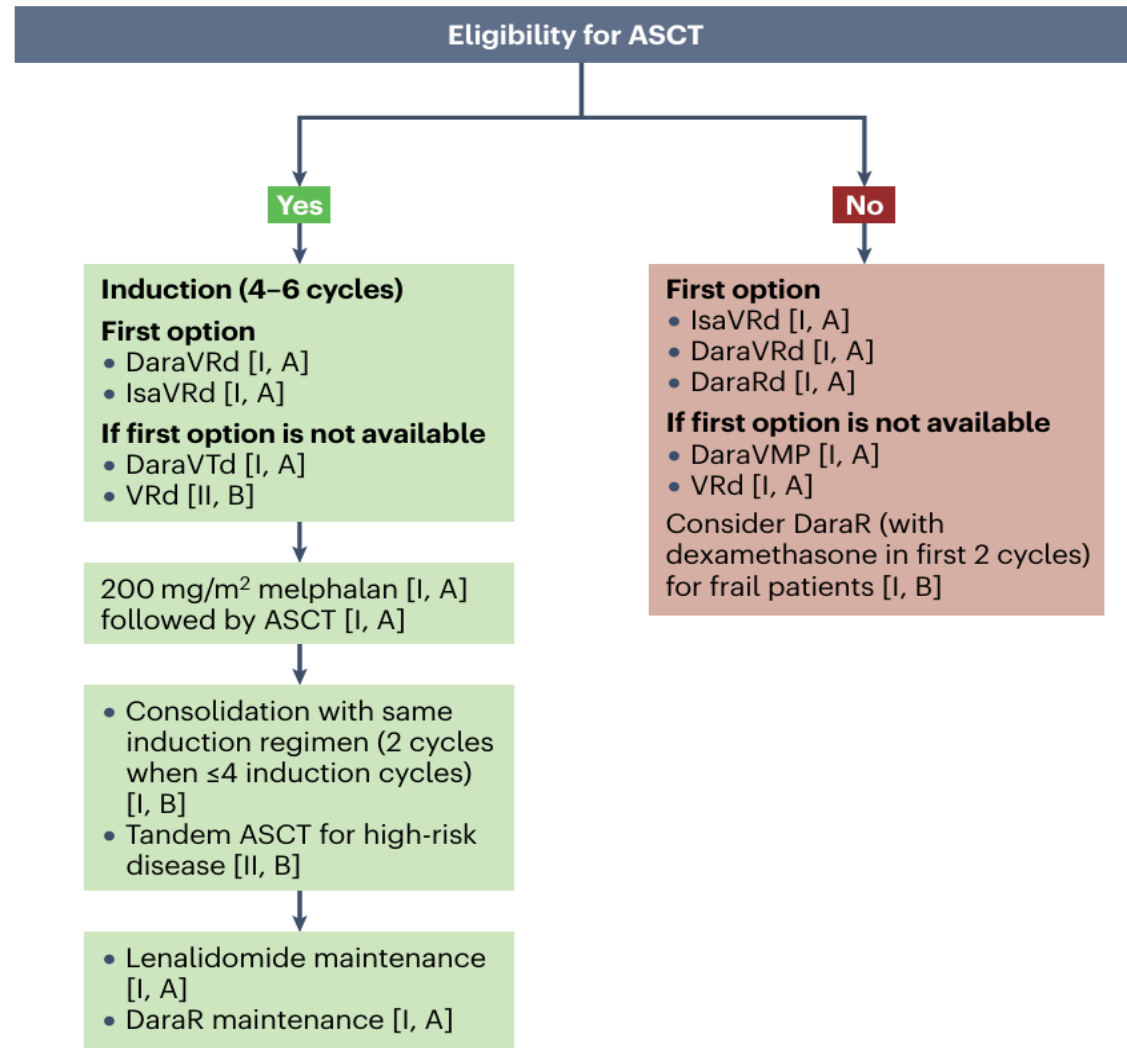 Eligibility for ASCT
Yes
No
Induction (4–6 cycles)
First option
• DaraVRd [I, A]
• IsaVRd [I, A]
If first option is not available
• DaraVTd [I, A]
• VRd [II, B]
200 mg/m² melphalan [I, A]
followed by ASCT [I, A]
• Consolidation with same
induction regimen (2 cycles
when ≤4 induction cycles)
[I, B]
• Tandem ASCT for high-risk
disease [II, B]
• Lenalidomide maintenance
[I, A]
• DaraR maintenance [I, A]
First option
• IsaVRd [I, A]
• DaraVRd [I, A]
• DaraRd [I, A]
If first option is not available
• DaraVMP [I, A]
• VRd [I, A]
Consider DaraR (with
dexamethasone in first 2 cycles)
for frail patients [I, B]